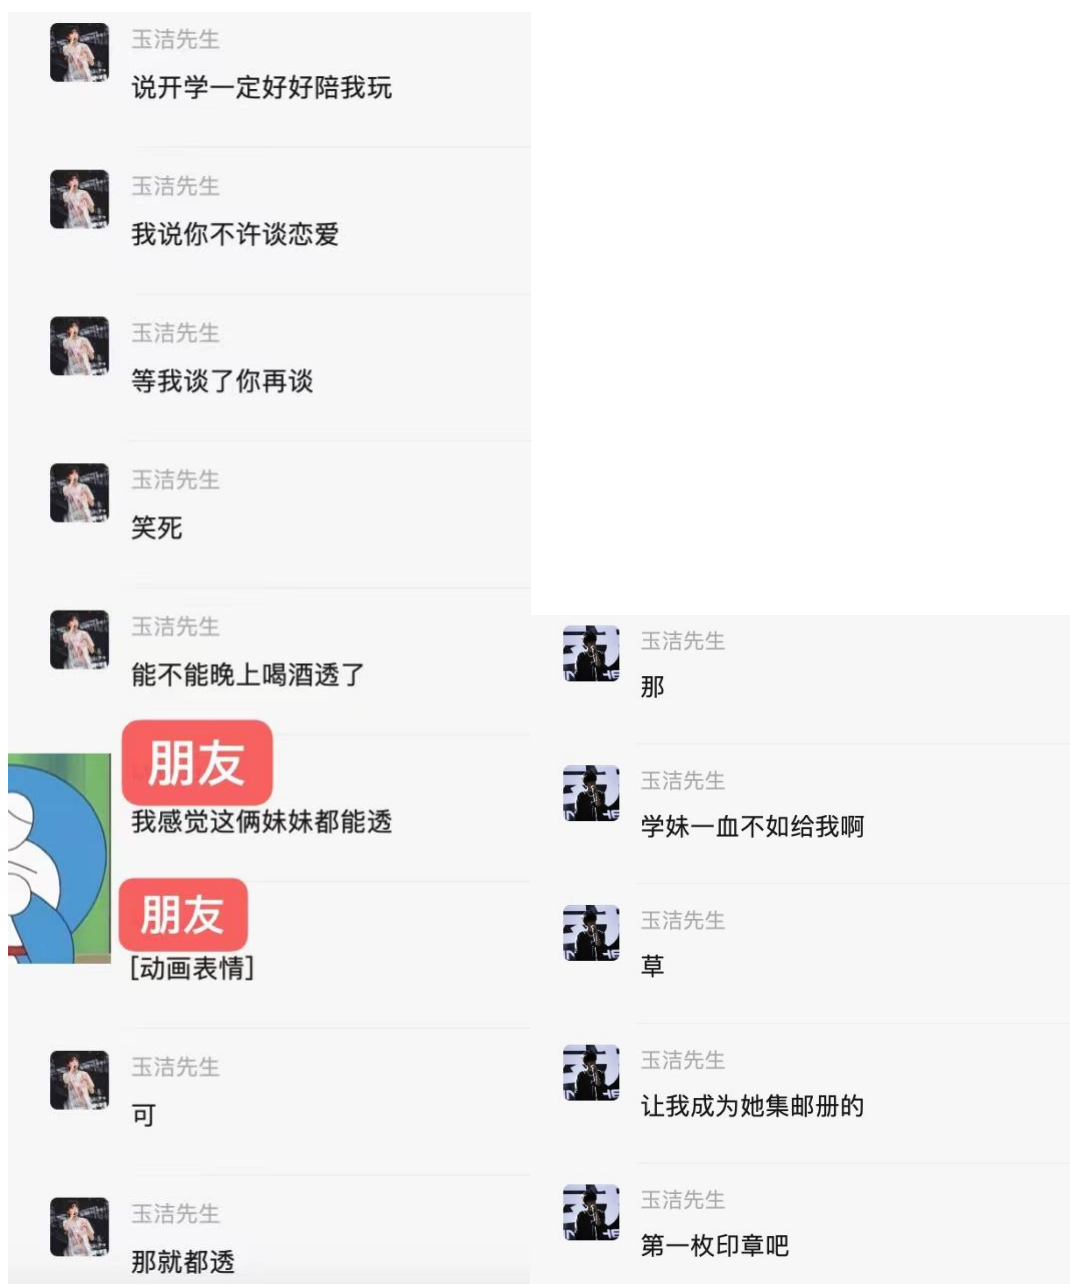 玉洁先生
说开学一定好好陪我玩
玉洁先生
我说你不许谈恋爱
玉洁先生
等我谈了你再谈
玉洁先生
笑死
玉洁先生
能不能晚上喝酒透了
朋友
我感觉这俩妹妹都能透
朋友
[动画表情]
玉洁先生
可
玉洁先生
那就都透
玉洁先生
那
玉洁先生
学妹一血不如给我啊
玉洁先生
草
玉洁先生
让我成为她集邮册的
玉洁先生
第一枚印章吧